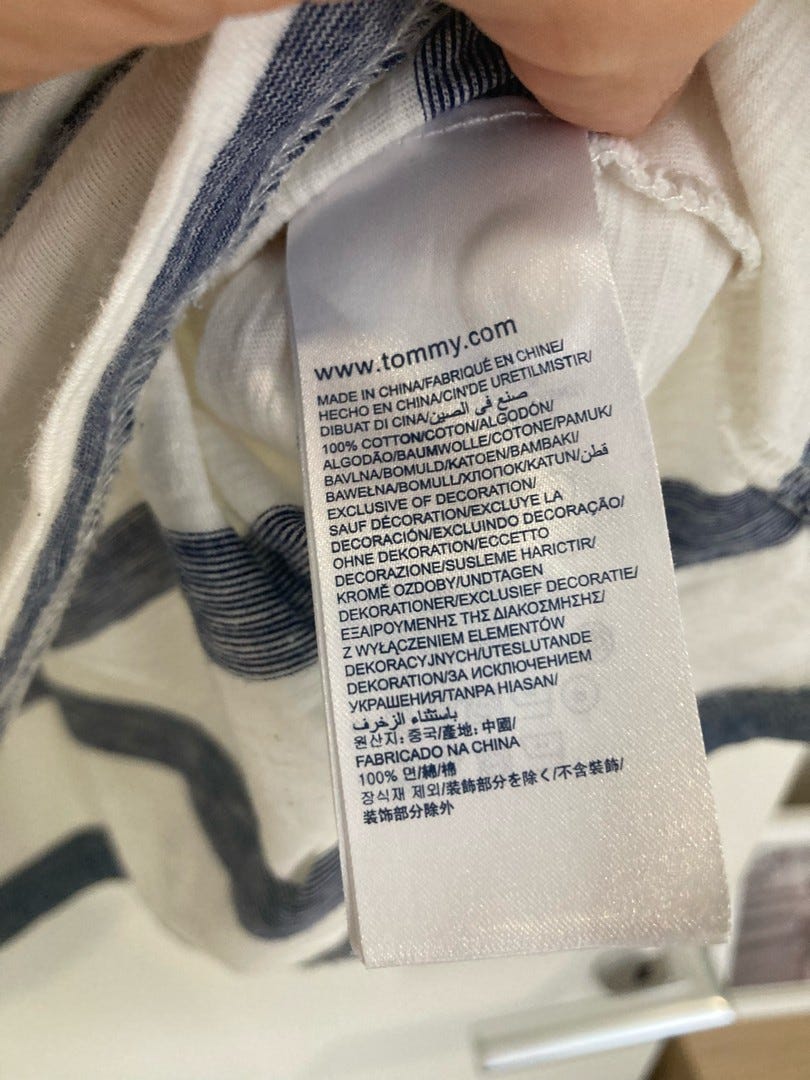 www.tommy.com
MADE IN CHINA/FABRIQUÉ EN CHINE/
HECHO EN CHINA/CIN'DE URETILMISTIR/
DIBUAT DI CINA/صنع في الصين
100% COTTON/COTON/ALGODÓN/
ALGODÃO/BAUMWOLLE/COTONE/PAMUK/
BAVLNA/BOMULD/KATOEN/BAMBAKI/
BAWEŁNA/BOMULL/ХЛОПОК/KATUN/قطن
EXCLUSIVE OF DECORATION/
SAUF DÉCORATION/EXCLUYE LA
DECORACIÓN/EXCLUINDO DECORAÇÃO/
OHNE DEKORATION/ECCETTO
DECORAZIONE/SUSLEME HARICTIR/
KROMĚ OZDOBY/UNDTAGEN
DEKORATIONER/EXCLUSIEF DECORATIE/
ΕΞΑΙΡΟΥΜΕΝΗΣ ΤΗΣ ΔΙΑΚΟΣΜΗΣΗΣ/
Z WYŁĄCZENIEM ELEMENTÓW
DEKORACYJNYCH/UTESLUTANDE
DEKORATION/ЗА ИСКЛЮЧЕНИЕМ
УКРАШЕНИЯ/TANPA HIASAN/
باستثناء الزخرف
원산지: 중국/產地: 中國/
FABRICADO NA CHINA
100% 면/綿/棉
장식재 제외/装飾部分を除く/不含裝飾/
装饰部分除外